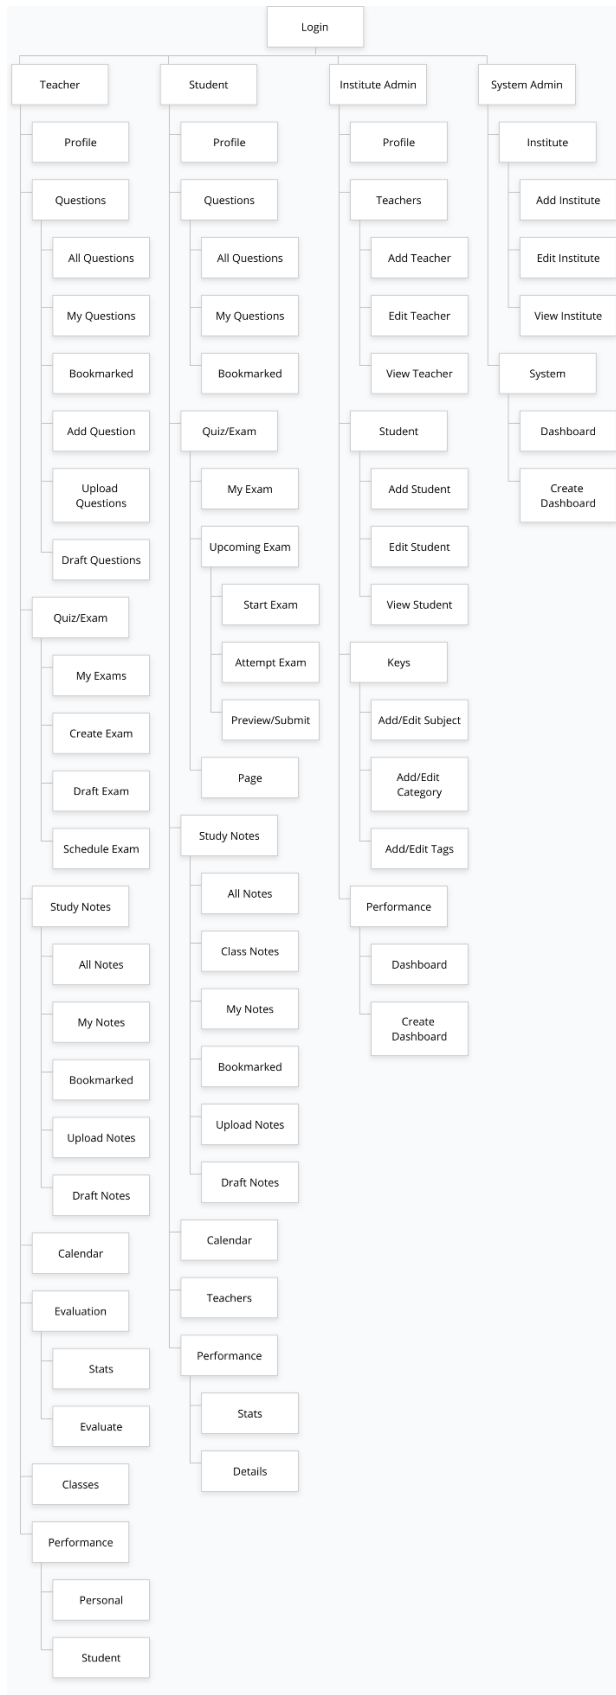 Login
Teacher
Profile
Questions
All Questions
My Questions
Bookmarked
Add Question
Upload
Questions
Draft Questions
Quiz/Exam
My Exams
Create Exam
Draft Exam
Schedule Exam
Study Notes
All Notes
My Notes
Bookmarked
Upload Notes
Draft Notes
Calendar
Evaluation
Stats
Evaluate
Classes
Performance
Personal
Student
Student
Profile
Questions
All Questions
My Questions
Bookmarked
Quiz/Exam
My Exam
Upcoming Exam
Start Exam
Attempt Exam
Preview/Submit
Page
Study Notes
All Notes
Class Notes
My Notes
Bookmarked
Upload Notes
Draft Notes
Calendar
Teachers
Performance
Stats
Details
Institute Admin
Profile
Teachers
Add Teacher
Edit Teacher
View Teacher
Student
Add Student
Edit Student
View Student
Keys
Add/Edit Subject
Add/Edit
Category
Add/Edit Tags
Performance
Dashboard
Create
Dashboard
System Admin
Institute
Add Institute
Edit Institute
View Institute
System
Dashboard
Create
Dashboard